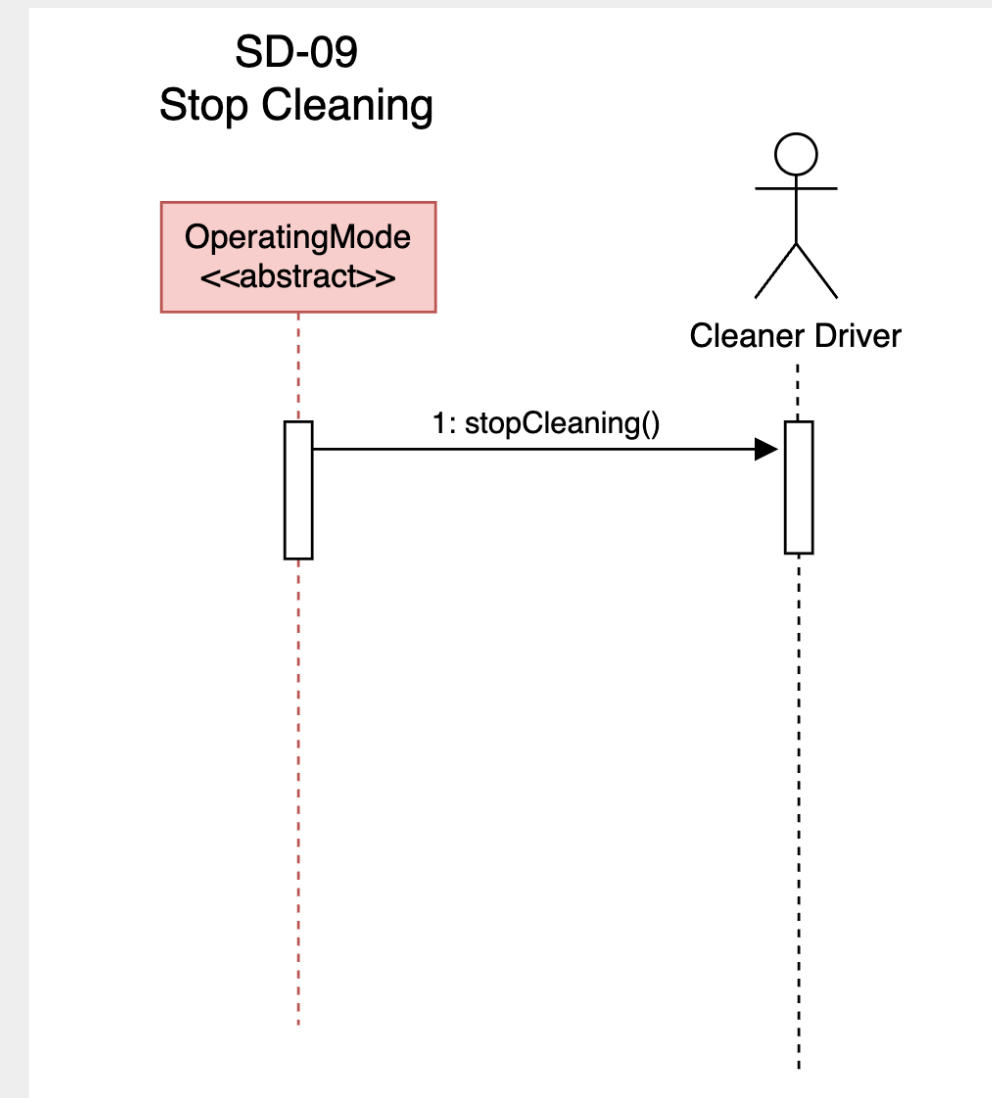 SD-09
Stop Cleaning
OperatingMode
<<abstract>>
Cleaner Driver
1: stopCleaning()